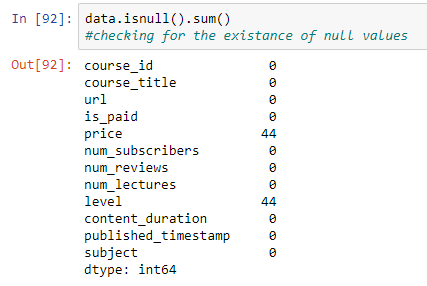 In [92]: data.isnull().sum()
#checking for the existance of null values
Out[92]: course_id 0
course_title 0
url 0
is_paid 0
price 44
num_subscribers 0
num_reviews 0
num_lectures 0
level 44
content_duration 0
published_timestamp 0
subject 0
dtype: int64